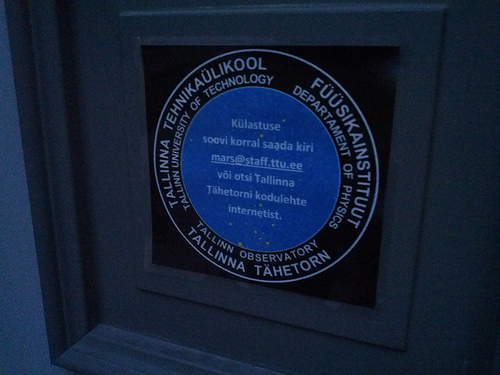 TALLINNA TEHNIKAÜLIKOOL
TALLINN UNIVERSITY OF TECHNOLOGY
FÜÜSIKAINSTITUUT
DEPARTAMENT OF PHYSICS
Külastuse
soovi korral saada kiri
mars@staff.ttu.ee
või otsi Tallinna
Tähetorni kodulehte
internetist.
TALLINN OBSERVATORY
TALLINNA TÄHETORN